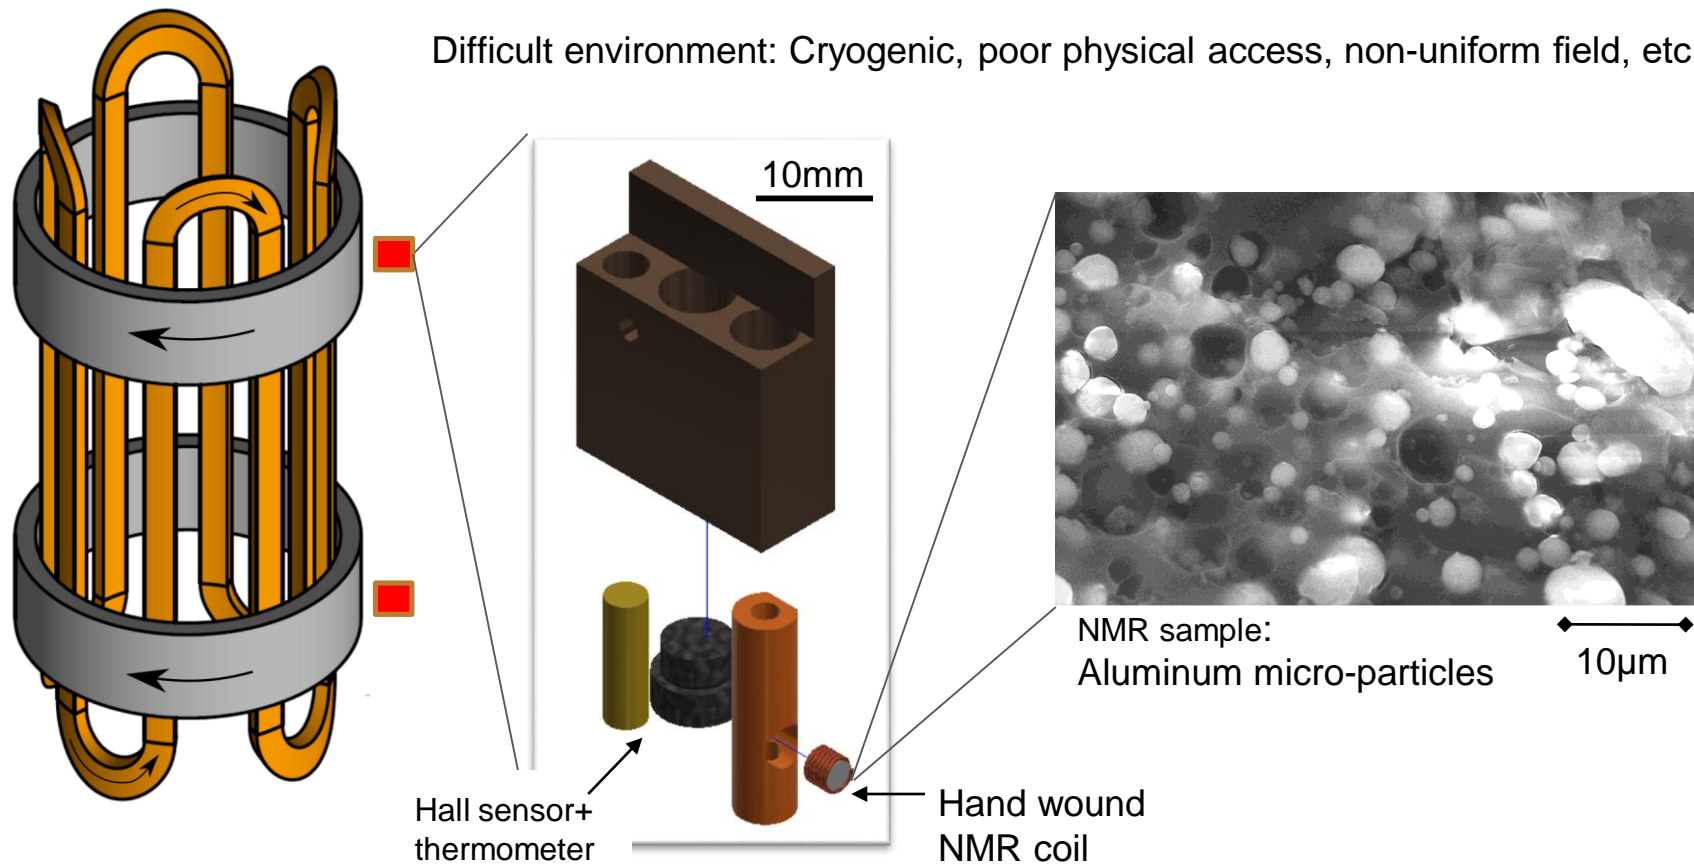 Difficult environment: Cryogenic, poor physical access, non-uniform field, etc
10mm
NMR sample:
Aluminum micro-particles
10µm
Hall sensor+
thermometer
Hand wound
NMR coil